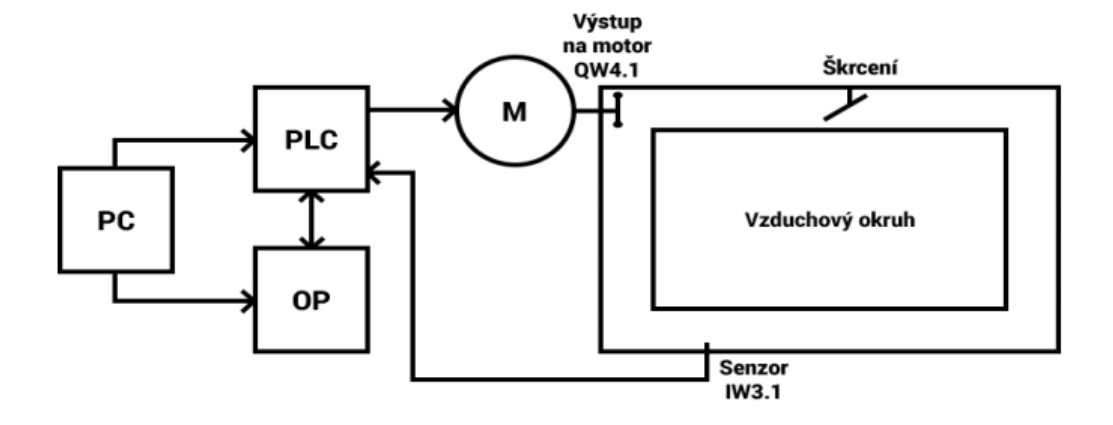 Výstup
na motor
QW4.1
Škrcení
M
PLC
PC
Vzduchový okruh
OP
Senzor
IW3.1